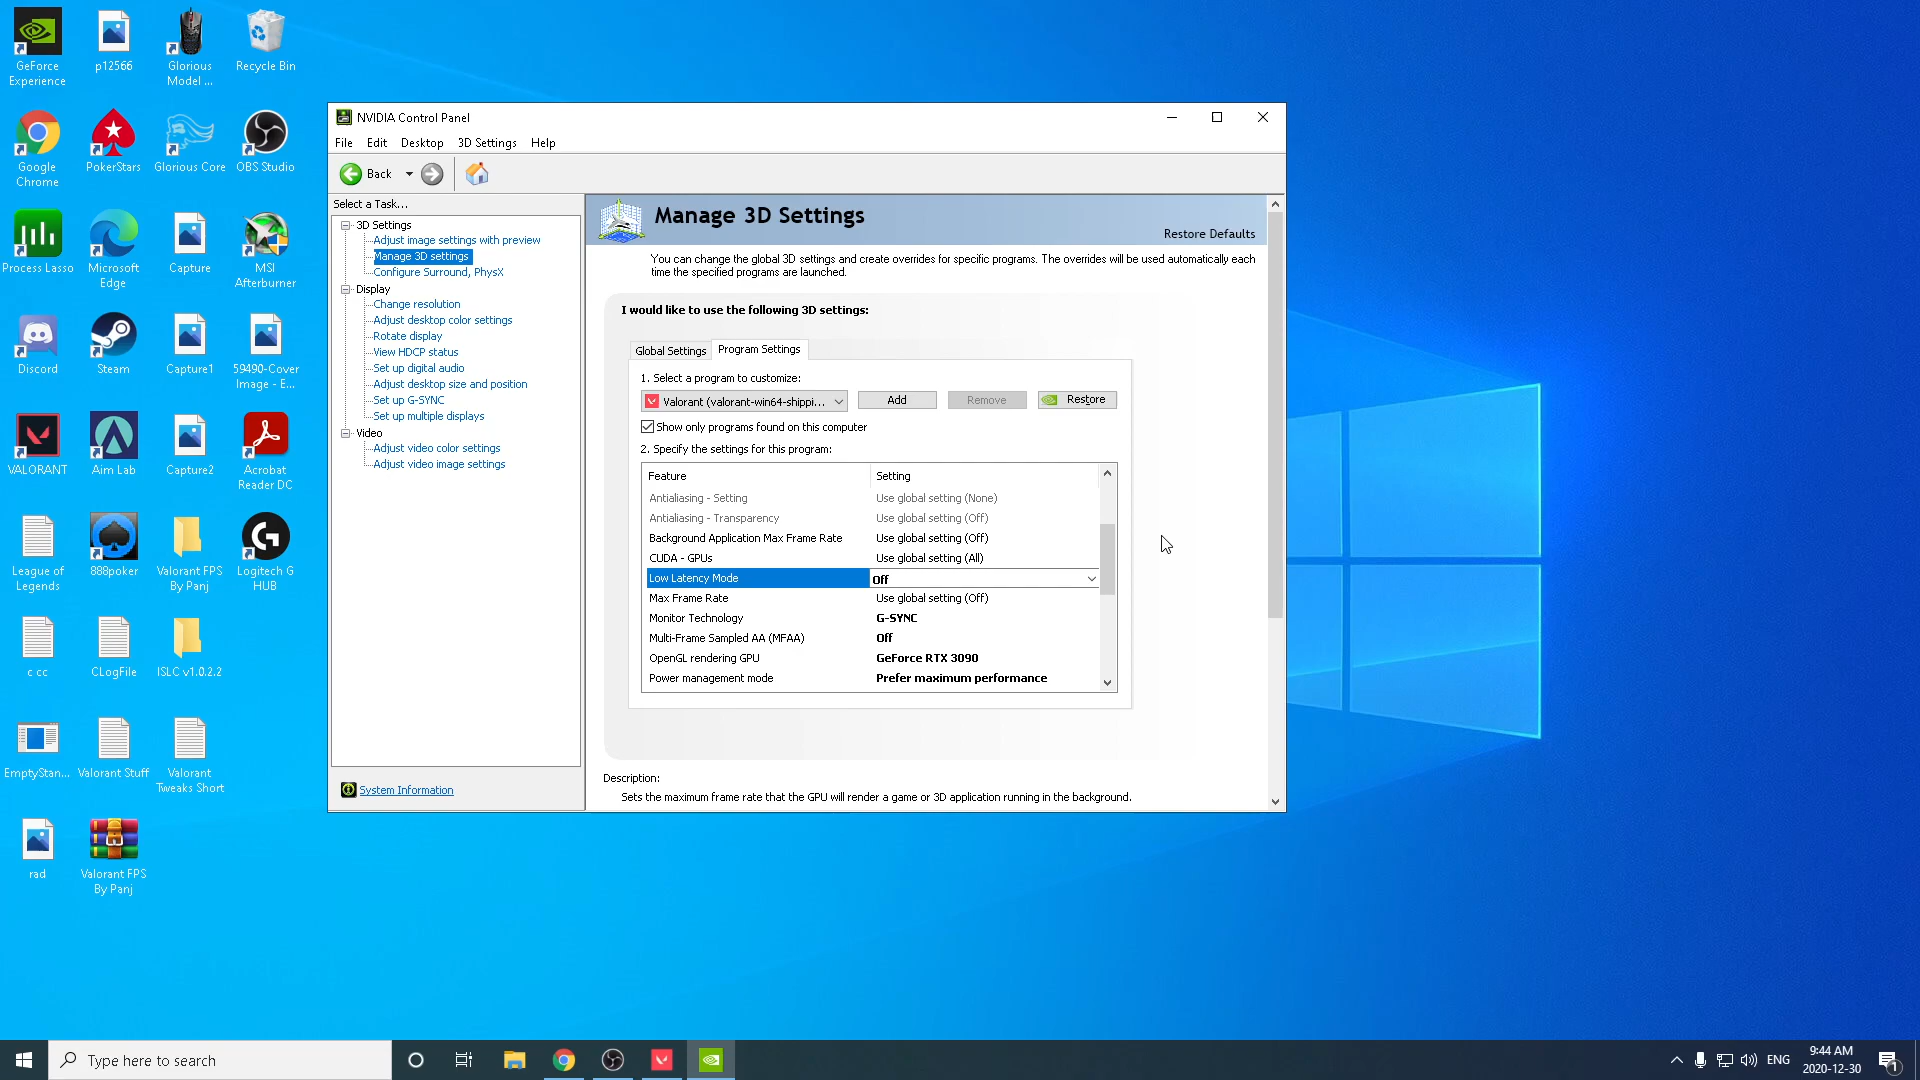 GeForce
Experience
p12566
Glorious
Model ...
Recycle Bin
Google
Chrome
PokerStars
Glorious Core
OBS Studio
Process Lasso
Microsoft
Edge
Capture
MSI
Afterburner
Discord
Steam
Capture1
59490-Cover
Image - E...
VALORANT
Aim Lab
Capture2
Acrobat
Reader DC
League of
Legends
888poker
Valorant FPS
By Panj
Logitech G
HUB
c cc
CLogFile
ISLC v1.0.2.2
EmptyStan...
Valorant Stuff
Valorant
Tweaks Short
rad
Valorant FPS
By Panj
NVIDIA Control Panel
File Edit Desktop 3D Settings Help
Back
Select a Task...
3D Settings
Adjust image settings with preview
Manage 3D settings
Configure Surround, PhysX
Display
Change resolution
Adjust desktop color settings
Rotate display
View HDCP status
Set up digital audio
Adjust desktop size and position
Set up G-SYNC
Set up multiple displays
Video
Adjust video color settings
Adjust video image settings
System Information
Manage 3D Settings
Restore Defaults
You can change the global 3D settings and create overrides for specific programs. The overrides will be used automatically each
time the specified programs are launched.
I would like to use the following 3D settings:
Global Settings Program Settings
1. Select a program to customize:
Valorant (valorant-win64-shippi... Add Remove Restore
Show only programs found on this computer
2. Specify the settings for this program:
Feature Setting
Antialiasing - Setting Use global setting (None)
Antialiasing - Transparency Use global setting (Off)
Background Application Max Frame Rate Use global setting (Off)
CUDA - GPUs Use global setting (All)
Low Latency Mode Off
Max Frame Rate Use global setting (Off)
Monitor Technology G-SYNC
Multi-Frame Sampled AA (MFAA) Off
OpenGL rendering GPU GeForce RTX 3090
Power management mode Prefer maximum performance
Description:
Sets the maximum frame rate that the GPU will render a game or 3D application running in the background.
Type here to search
ENG
9:44 AM
2020-12-30
1